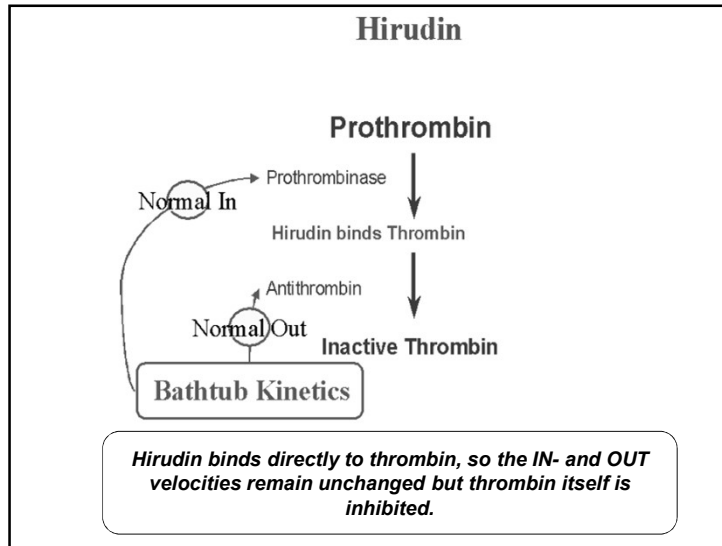 Hirudin
Prothrombin
Prothrombinase
Normal In
Hirudin binds Thrombin
Antithrombin
Normal Out
Inactive Thrombin
Bathtub Kinetics
Hirudin binds directly to thrombin, so the IN- and OUT
velocities remain unchanged but thrombin itself is
inhibited.